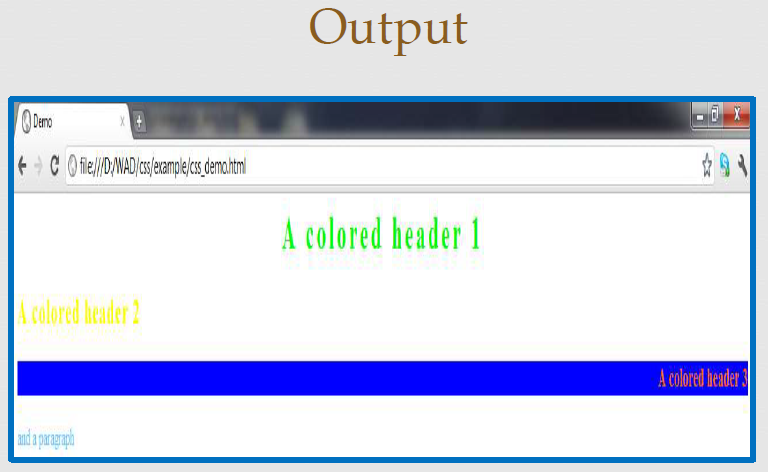 Output
Demo
file:///D:/WAD/css/example/css_demo.html
A colored header 1
A colored header 2
A colored header 3
and a paragraph